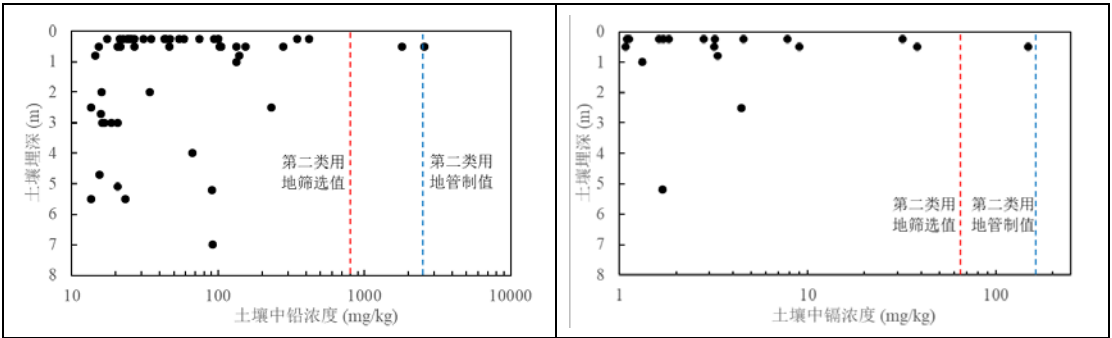 0
1
2
3
4
5
6
7
8
土壤埋深 (m)
第二类用
地筛选值
第二类用
地管制值
10 100 1000 10000
土壤中铅浓度 (mg/kg)
0
1
2
3
4
5
6
7
8
土壤埋深 (m)
第二类用
地筛选值
第二类用
地管制值
1 10 100
土壤中镉浓度 (mg/kg)